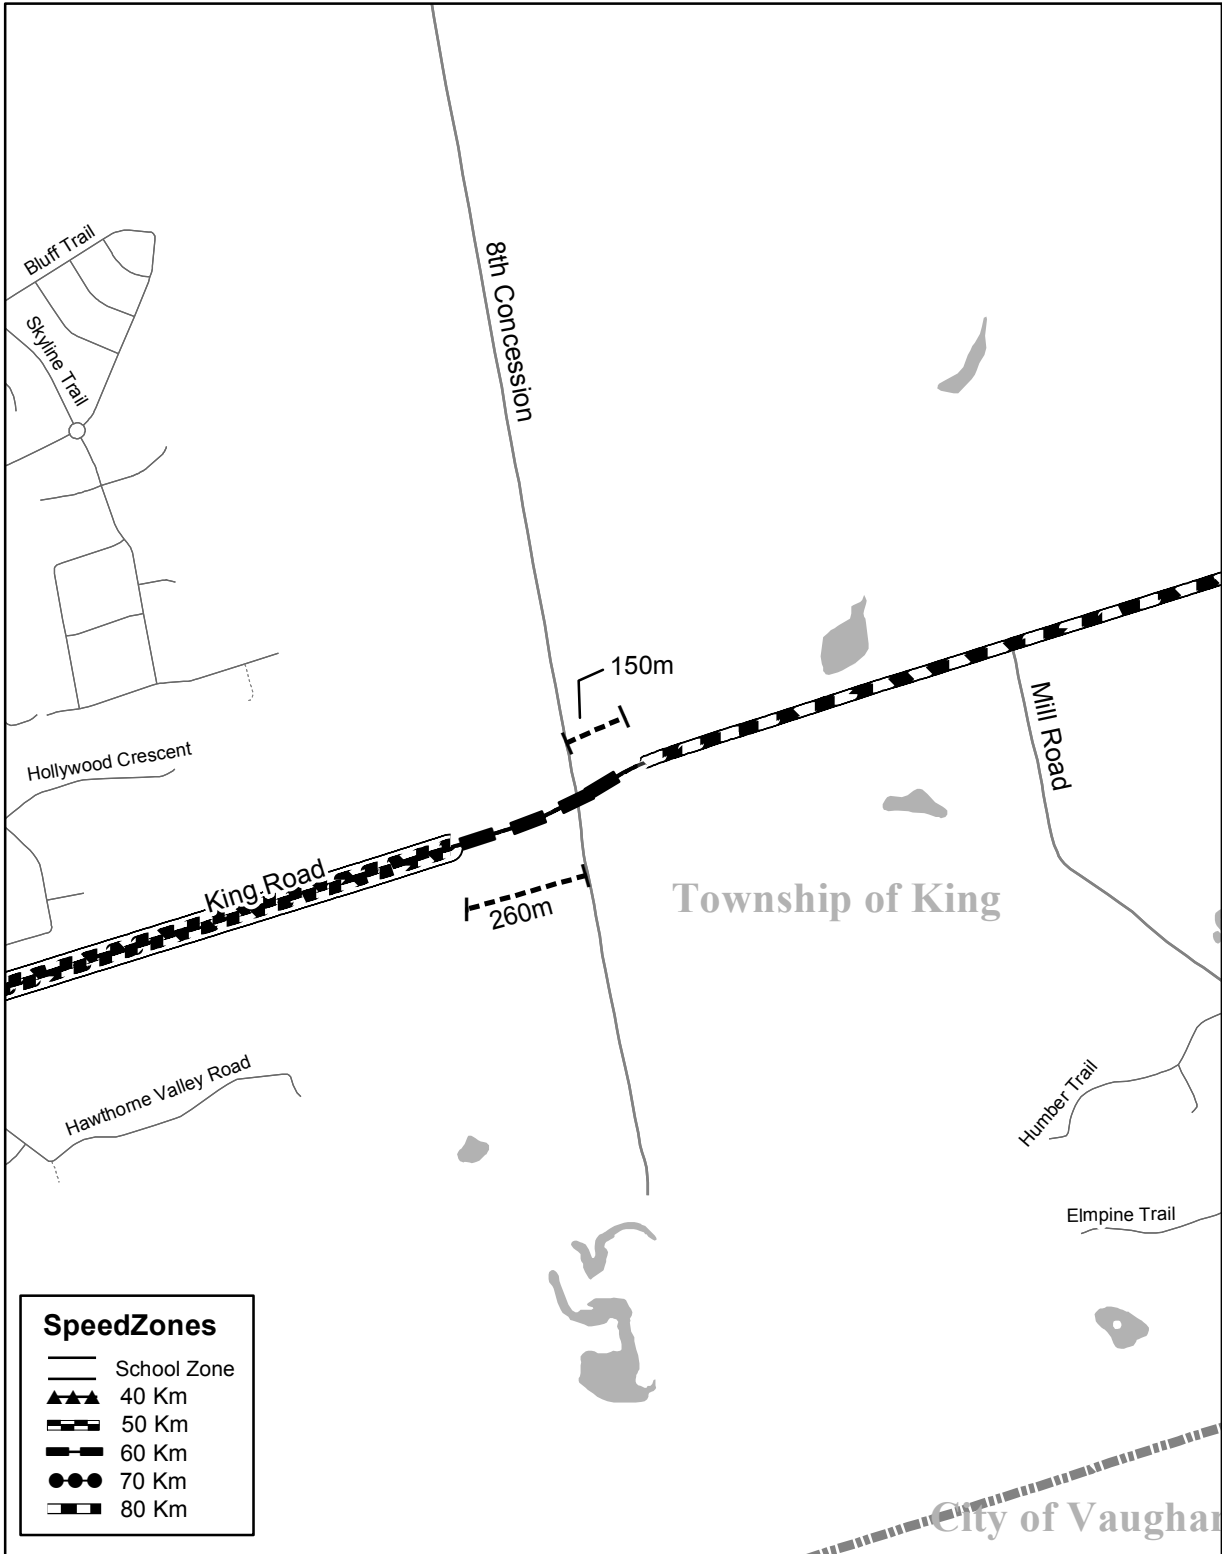 Bluff Trail
Skyline Trail
8th Concession
150m
Mill Road
Hollywood Crescent
King Road
260m
Township of King
Hawthorne Valley Road
Humber Trail
Elmpine Trail
SpeedZones
School Zone
40 Km
50 Km
60 Km
70 Km
80 Km
City of Vaughan